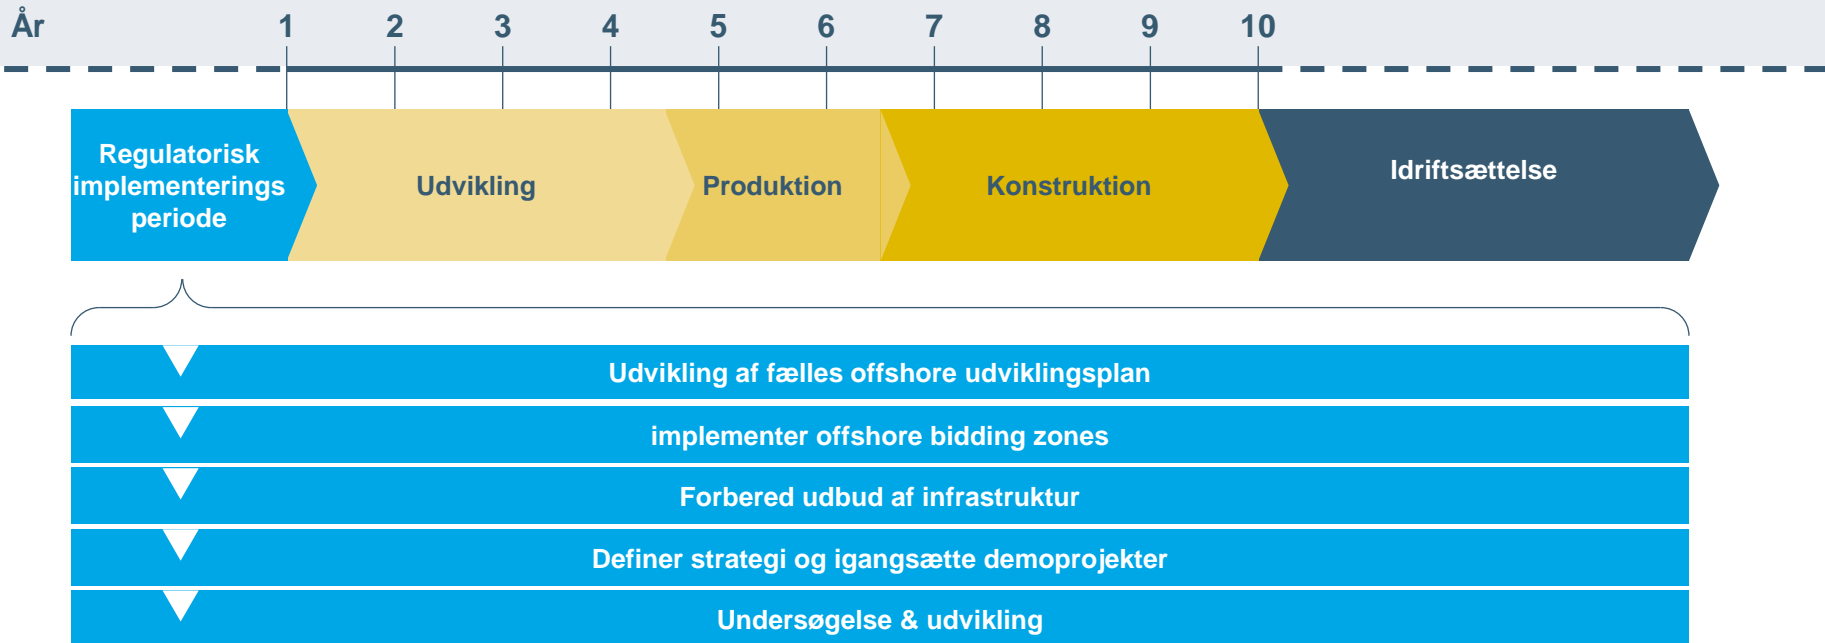 År 1 2 3 4 5 6 7 8 9 10
Regulatorisk
implementerings
periode
Udvikling
Produktion
Konstruktion
Idriftsættelse
Udvikling af fælles offshore udviklingsplan
implementer offshore bidding zones
Forbered udbud af infrastruktur
Definer strategi og igangsætte demoprojekter
Undersøgelse & udvikling